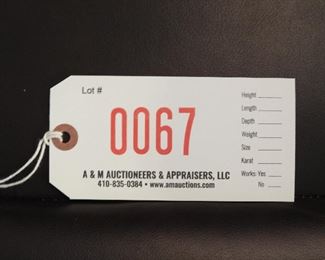 Lot #
0067
A & M AUCTIONEERS & APPRAISERS, LLC
410-835-0384 • www.amauctions.com
Height
Length
Depth
Weight
Size
Karat
Works: Yes
No